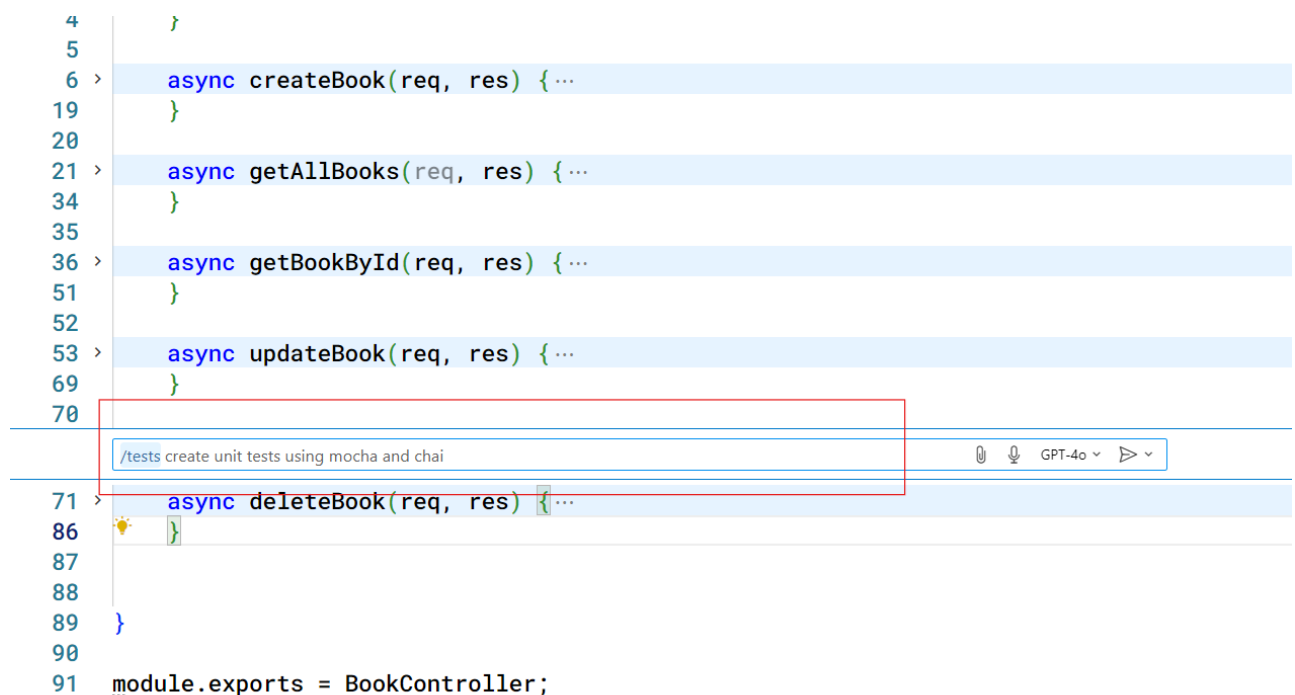 4 }
5
6 > async createBook(req, res) { ···
19 }
20
21 > async getAllBooks(req, res) { ···
34 }
35
36 > async getBookById(req, res) { ···
51 }
52
53 > async updateBook(req, res) { ···
69 }
70
/tests create unit tests using mocha and chai GPT-4o
71 > async deleteBook(req, res) { ···
86 }
87
88
89 }
90
91 module.exports = BookController;